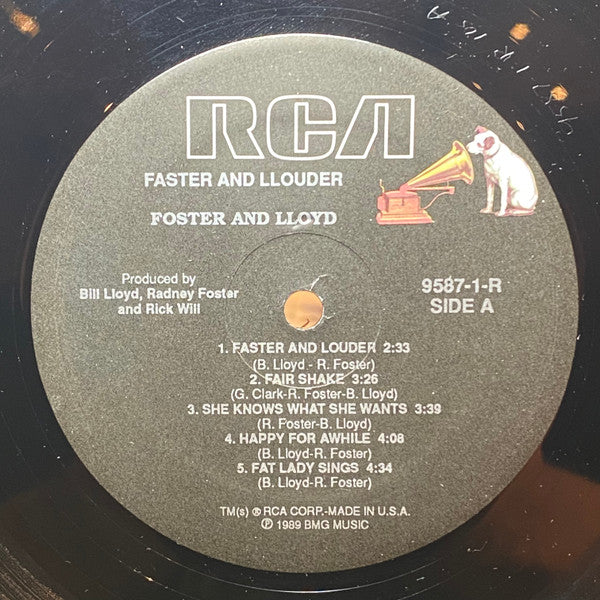 RCA
FASTER AND LLOUDER
FOSTER AND LLOYD
Produced by
Bill Lloyd, Radney Foster
and Rick Will
9587-1-R
SIDE A
1. FASTER AND LOUDER 2:33
(B. Lloyd - R. Foster)
2. FAIR SHAKE 3:26
(G. Clark-R. Foster-B. Lloyd)
3. SHE KNOWS WHAT SHE WANTS 3:39
(R. Foster-B. Lloyd)
4. HAPPY FOR AWHILE 4:08
(B. Lloyd-R. Foster)
5. FAT LADY SINGS 4:34
(B. Lloyd-R. Foster)
TM(s) ® RCA CORP.-MADE IN U.S.A.
℗ 1989 BMG MUSIC